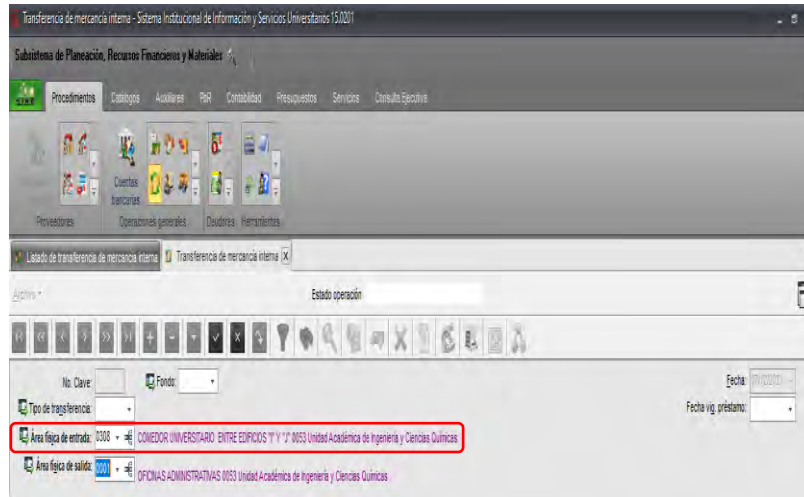 Transferencia de mercancía interna - Sistema Institucional de Información y Servicios Universitarios 15.0201
Subsistema de Planeación, Recursos Financieros y Materiales
Procedimientos Catalogos Auxiliares PbR Contabilidad Presupuestos Servicios Consulta Ejecutiva
Cuentas bancarias
Proveedores Operaciones generales Deudores Herramientas
Listado de transferencia de mercancía interna Transferencia de mercancía interna X
Archivo Estado operación
No. Clave: Fondo: Fecha:
Tipo de transferencia: Fecha vig. préstamo:
Área física de entrada: 0308 COMEDOR UNIVERSITARIO ENTRE EDIFICIOS "I" Y "J" 0053 Unidad Académica de Ingeniería y Ciencias Químicas
Área física de salida: 0001 OFICINAS ADMINISTRATIVAS 0053 Unidad Académica de Ingeniería y Ciencias Químicas